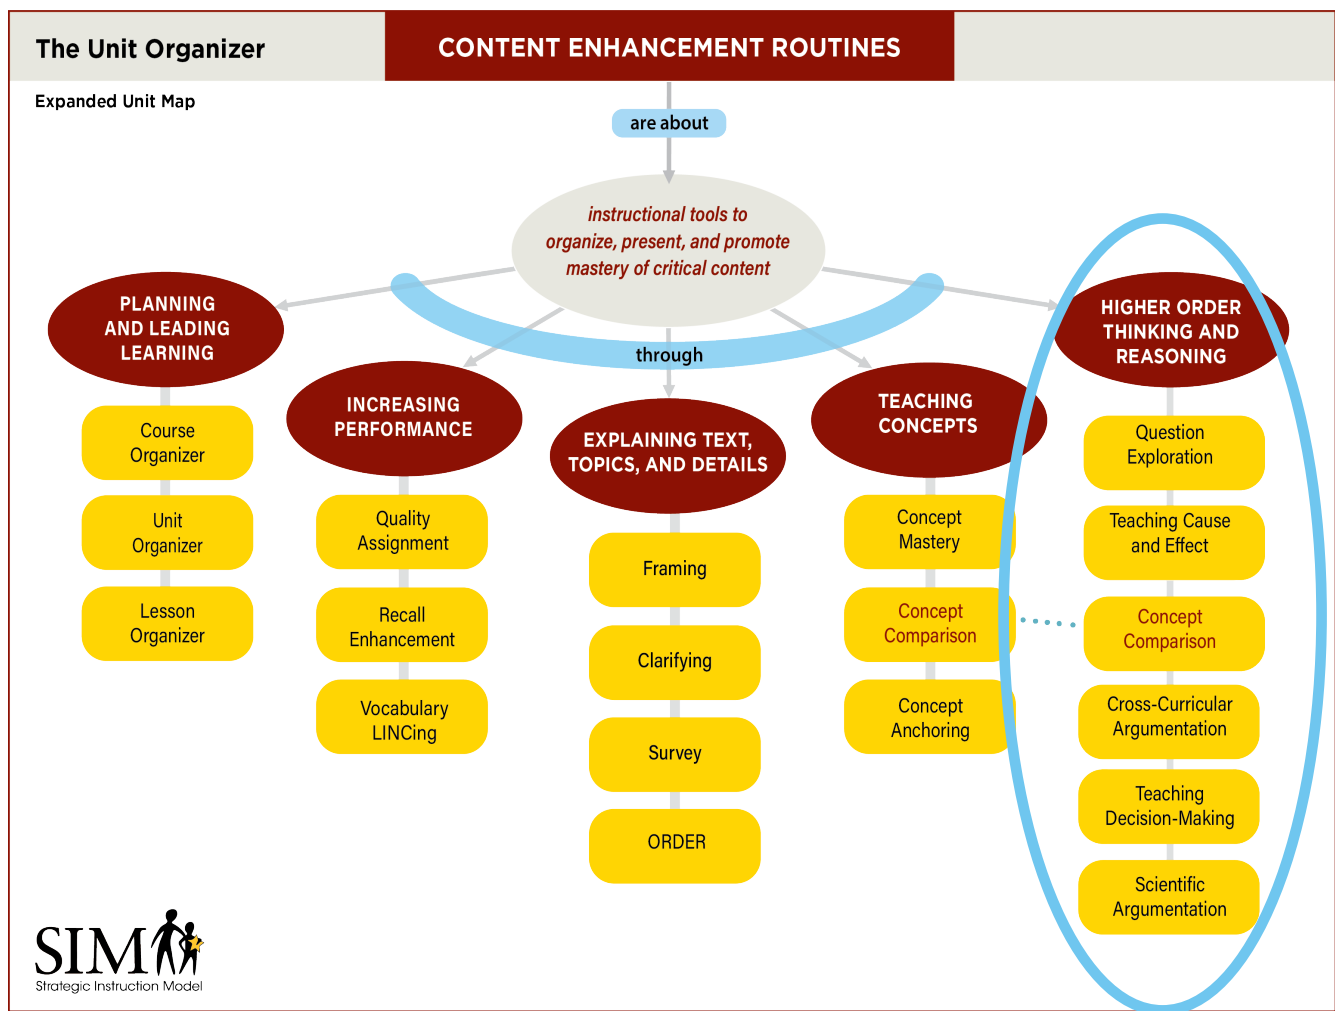 The Unit Organizer
CONTENT ENHANCEMENT ROUTINES
Expanded Unit Map
are about
instructional tools to
organize, present, and promote
mastery of critical content
through
PLANNING
AND LEADING
LEARNING
Course
Organizer
Unit
Organizer
Lesson
Organizer
INCREASING
PERFORMANCE
Quality
Assignment
Recall
Enhancement
Vocabulary
LINCing
EXPLAINING TEXT,
TOPICS, AND DETAILS
Framing
Clarifying
Survey
ORDER
TEACHING
CONCEPTS
Concept
Mastery
Concept
Comparison
Concept
Anchoring
HIGHER ORDER
THINKING AND
REASONING
Question
Exploration
Teaching Cause
and Effect
Concept
Comparison
Cross-Curricular
Argumentation
Teaching
Decision-Making
Scientific
Argumentation
SIM
Strategic Instruction Model